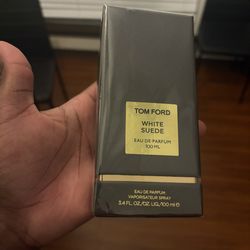 TOM FORD
WHITE
SUEDE
EAU DE PARFUM
100 ML
EAU DE PARFUM
VAPORISATEUR SPRAY
3.4 FL.OZ./OZ. LIQ./100 ml ℮